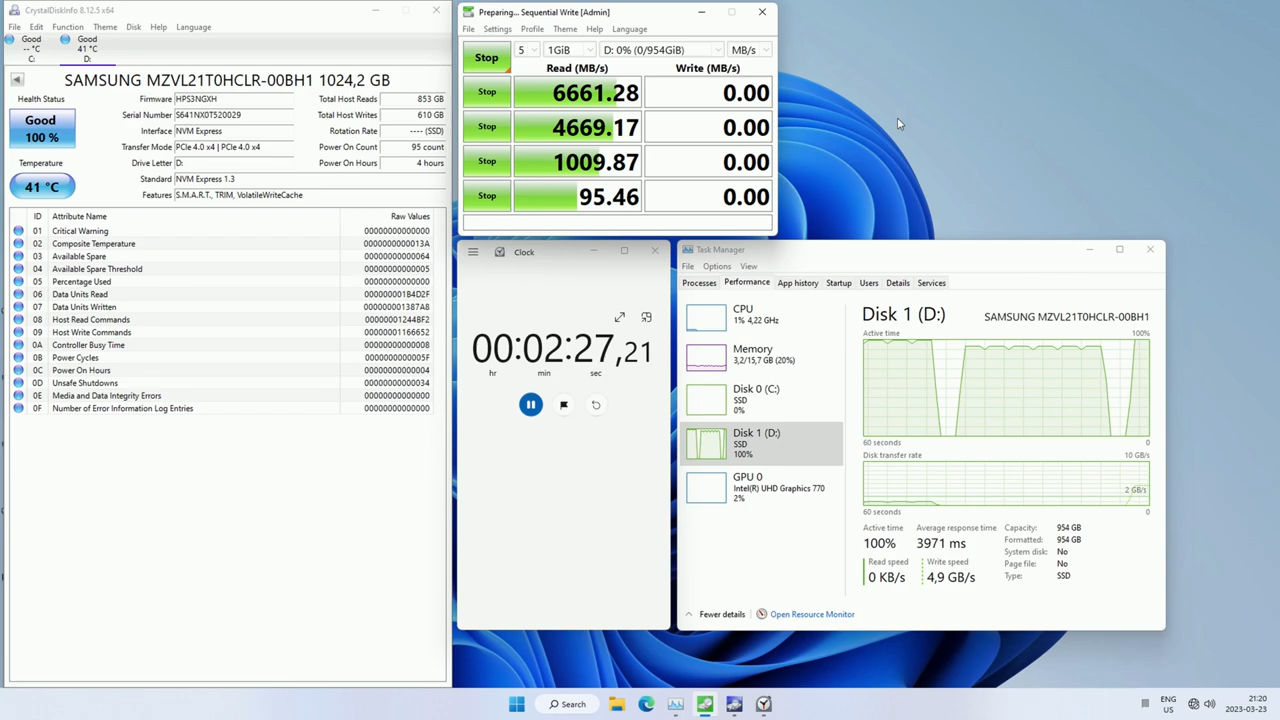 CrystalDiskInfo 8.12.5 x64
File Edit Function Theme Disk Help Language
Good
-- °C
C:
Good
41 °C
D:
SAMSUNG MZVL21T0HCLR-00BH1 1024,2 GB
Health Status
Good
100 %
Temperature
41 °C
Firmware HPS3NGXH
Serial Number S641NX0T520029
Interface NVM Express
Transfer Mode PCIe 4.0 x4 | PCIe 4.0 x4
Drive Letter D:
Standard NVM Express 1.3
Features S.M.A.R.T., TRIM, VolatileWriteCache
Total Host Reads 853 GB
Total Host Writes 610 GB
Rotation Rate ---- (SSD)
Power On Count 95 count
Power On Hours 4 hours
ID Attribute Name Raw Values
01 Critical Warning 00000000000000
02 Composite Temperature 0000000000013A
03 Available Spare 00000000000064
04 Available Spare Threshold 00000000000005
05 Percentage Used 00000000000000
06 Data Units Read 000000001B4D2F
07 Data Units Written 00000001387A8
08 Host Read Commands 000000012448F2
09 Host Write Commands 00000001166652
0A Controller Busy Time 00000000000008
0B Power Cycles 0000000000005F
0C Power On Hours 00000000000004
0D Unsafe Shutdowns 00000000000034
0E Media and Data Integrity Errors 00000000000000
0F Number of Error Information Log Entries 00000000000000
Preparing... Sequential Write [Admin]
File Settings Profile Theme Help Language
Stop 5 1GiB D: 0% (0/954GiB) MB/s
Read (MB/s) Write (MB/s)
Stop 6661.28 0.00
Stop 4669.17 0.00
Stop 1009.87 0.00
Stop 95.46 0.00
Clock
00:02:27,21
hr min sec
Task Manager
File Options View
Processes Performance App history Startup Users Details Services
CPU
1% 4,22 GHz
Memory
3,2/15,7 GB (20%)
Disk 0 (C:)
SSD
0%
Disk 1 (D:)
SSD
100%
GPU 0
Intel(R) UHD Graphics 770
2%
Disk 1 (D:) SAMSUNG MZVL21T0HCLR-00BH1
Active time 100%
60 seconds 0
Disk transfer rate 10 GB/s
2 GB/s
60 seconds 0
Active time Average response time
100% 3971 ms
Read speed Write speed
0 KB/s 4,9 GB/s
Capacity: 954 GB
Formatted: 954 GB
System disk: No
Page file: No
Type: SSD
Fewer details Open Resource Monitor
Search
ENG
US
21:20
2023-03-23